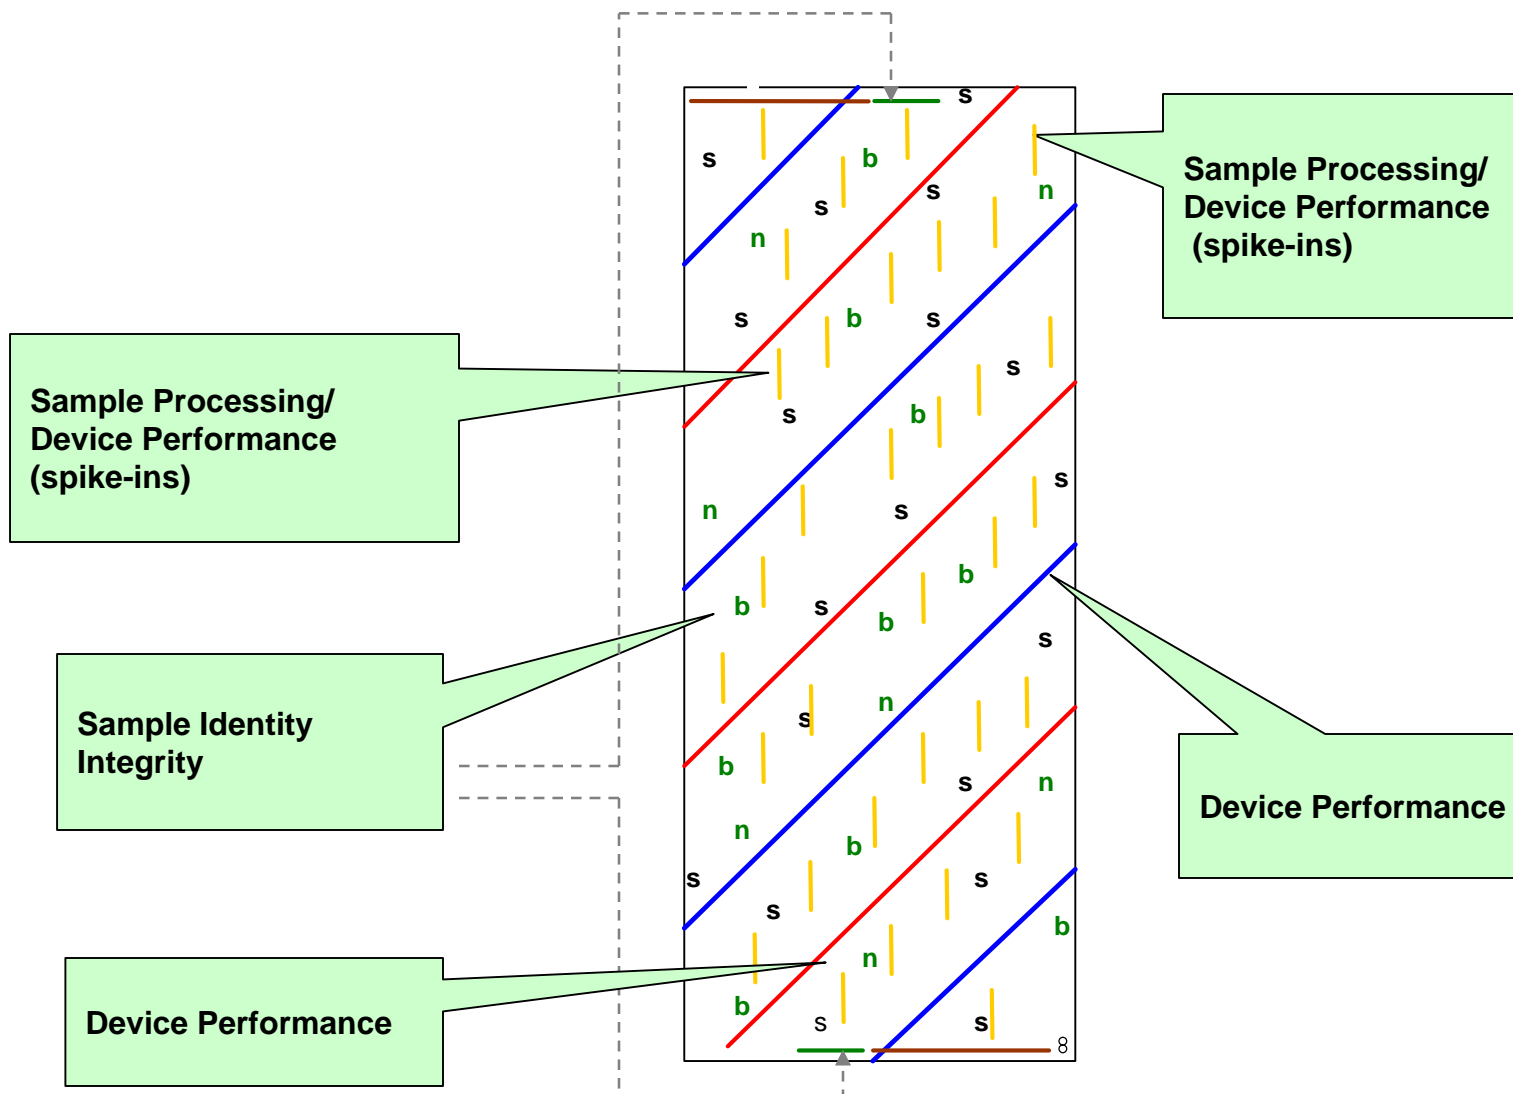 s
s
b
s
s
n
n
s
b
s
s
s
b
n
s
s
b
s
b
b
s
n
s
b
s
n
n
b
s
s
s
b
n
b
s
s
8
Sample Processing/
Device Performance
(spike-ins)
Sample Processing/
Device Performance
(spike-ins)
Sample Identity
Integrity
Device Performance
Device Performance